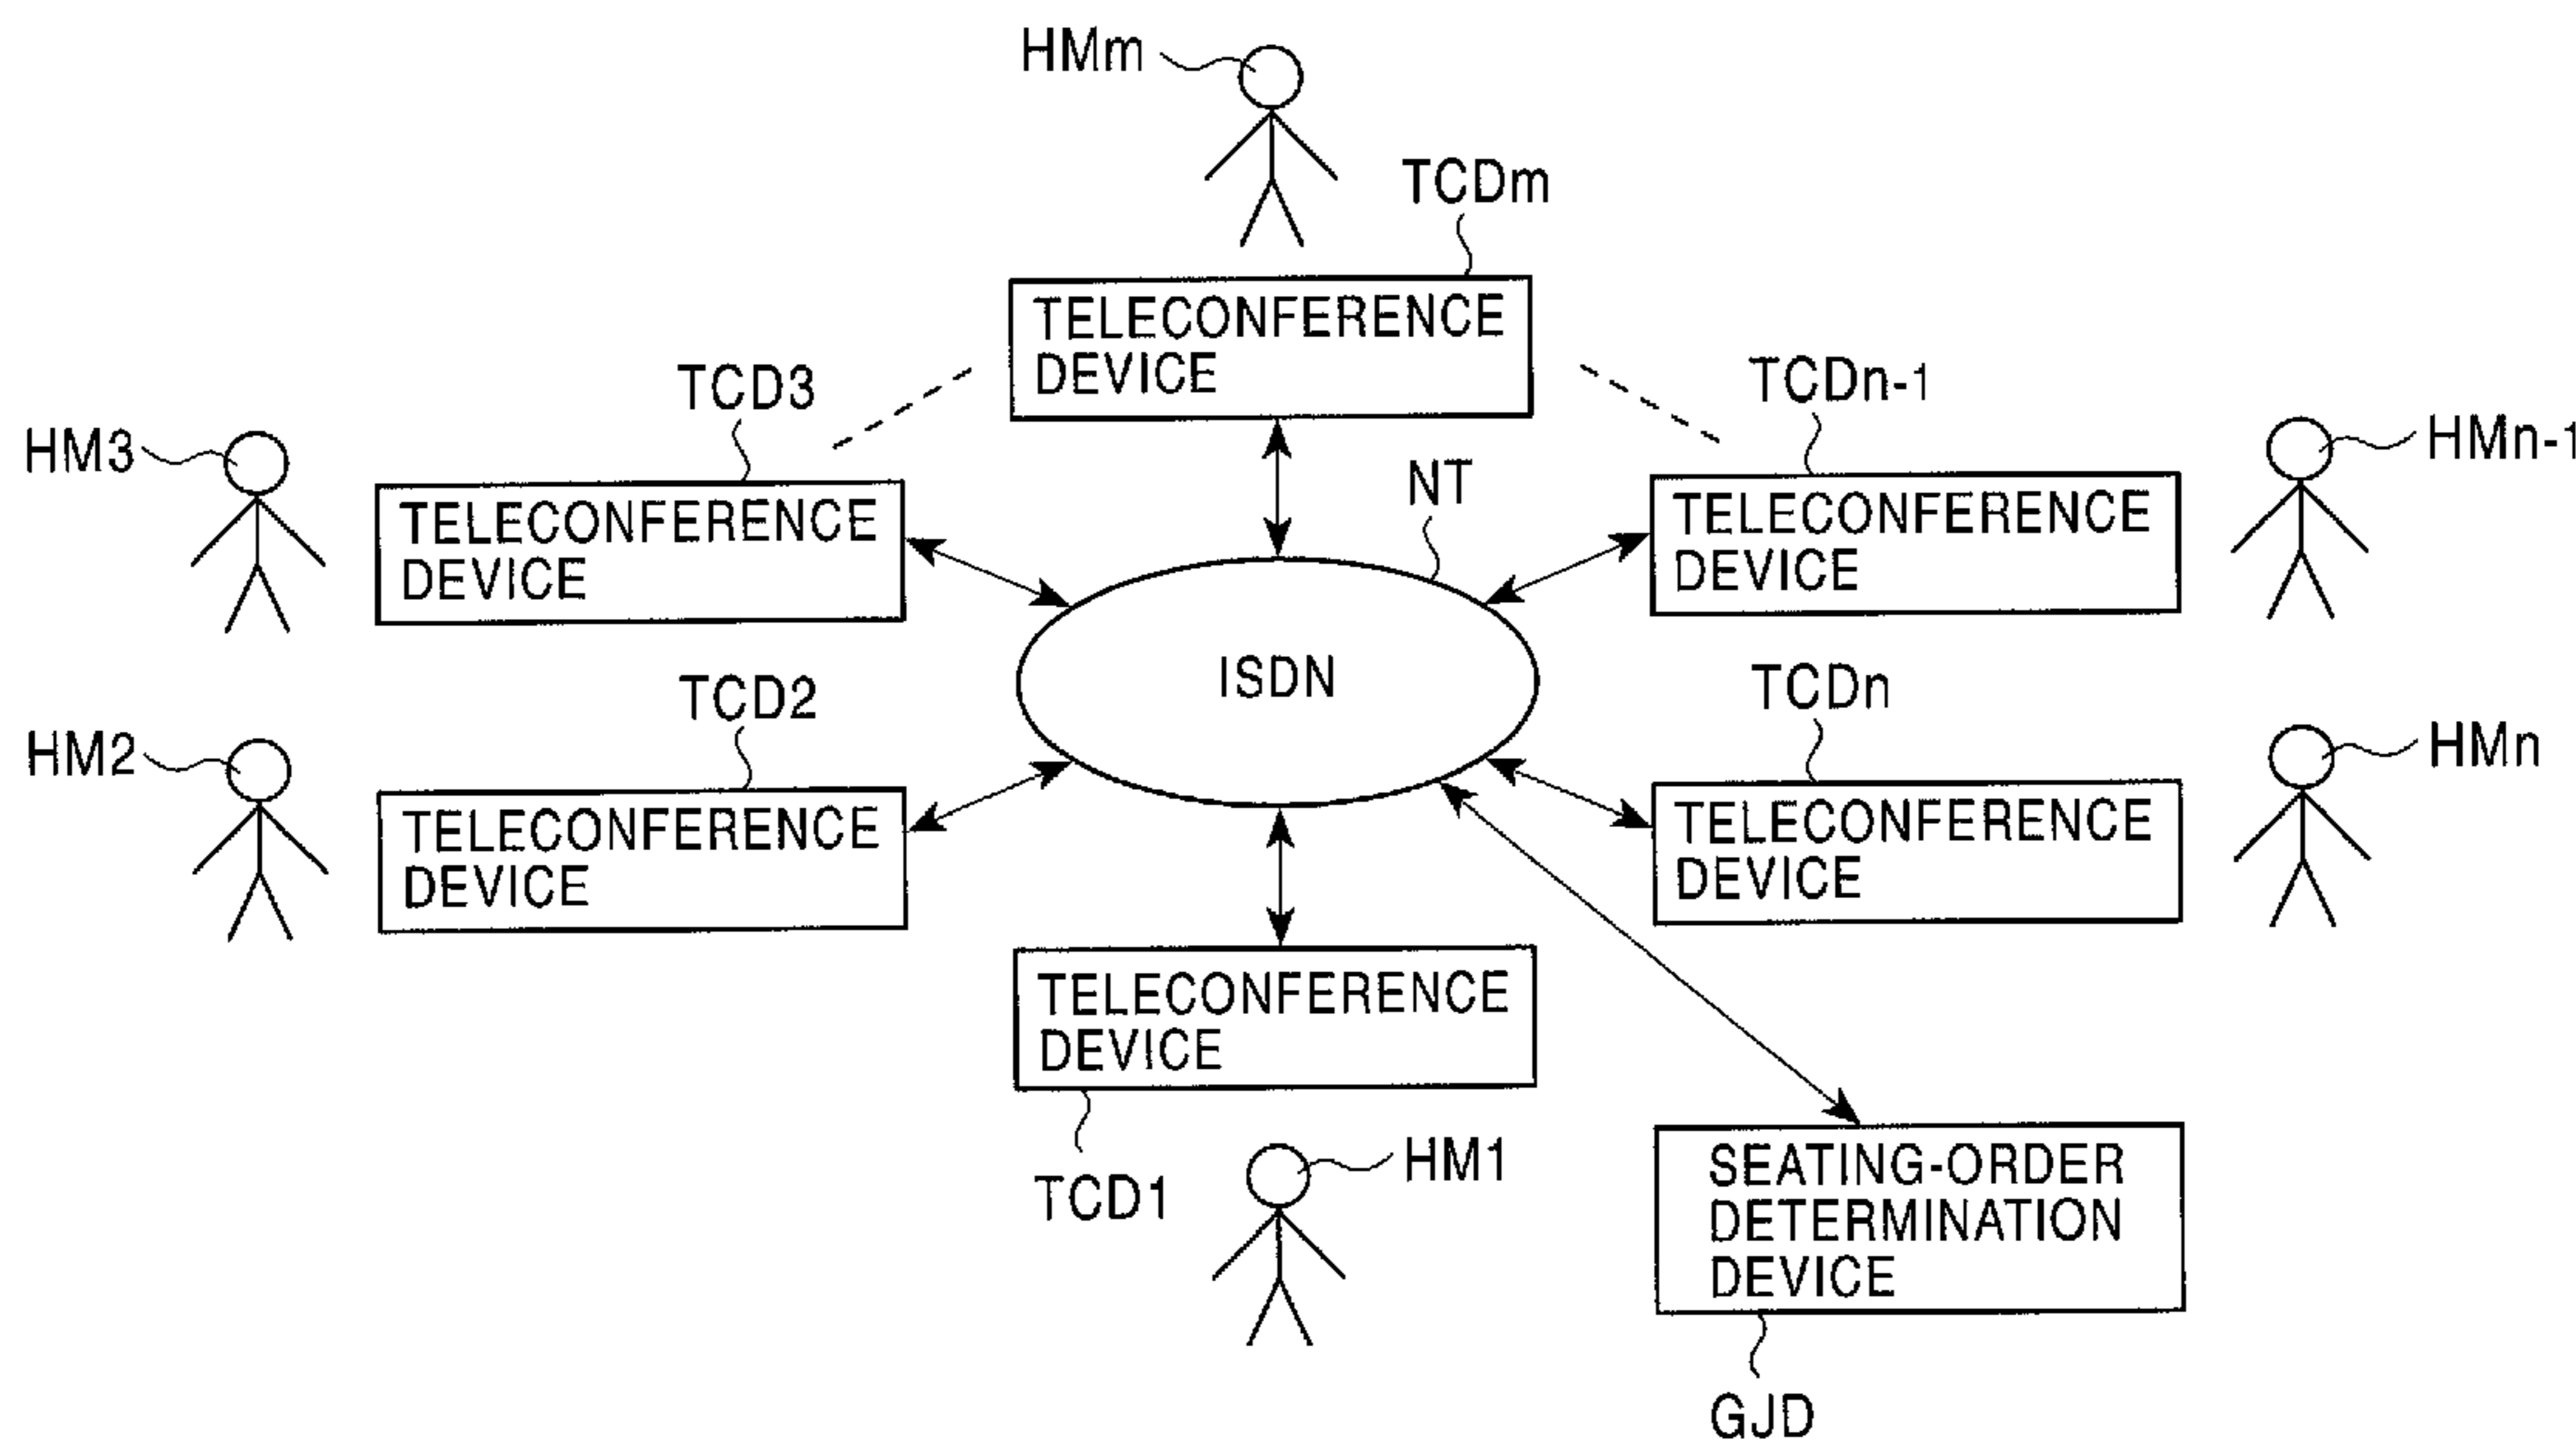 HMm
TCDm
TELECONFERENCE
DEVICE
TCD3
TCDn-1
HM3
HMn-1
TELECONFERENCE
DEVICE
NT
TELECONFERENCE
DEVICE
ISDN
TCD2
TCDn
HM2
HMn
TELECONFERENCE
DEVICE
TELECONFERENCE
DEVICE
TELECONFERENCE
DEVICE
TCD1
HM1
SEATING-ORDER
DETERMINATION
DEVICE
GJD